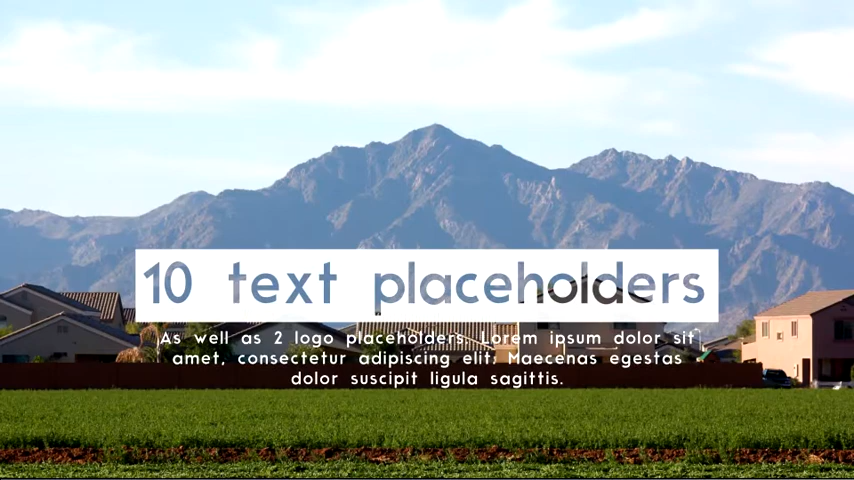 10 text placeholders
As well as 2 logo placeholders. Lorem ipsum dolor sit
amet, consectetur adipiscing elit. Maecenas egestas
dolor suscipit ligula sagittis.